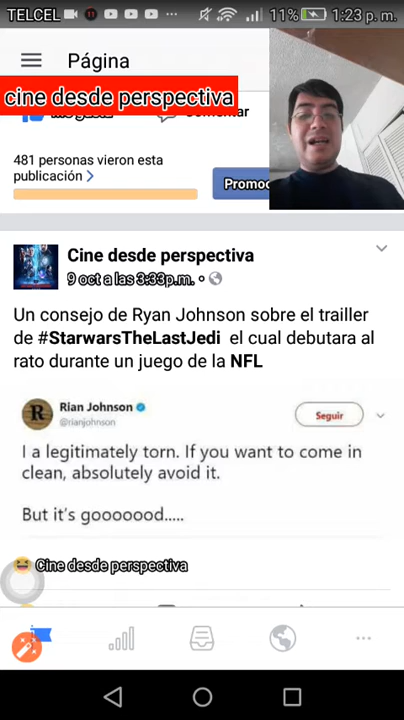 TELCEL 11% 1:23 p. m.
Página
cine desde perspectiva
Comentar
481 personas vieron esta
publicación
Promoc
Cine desde perspectiva
9 oct a las 3:33p.m.
Un consejo de Ryan Johnson sobre el trailler
de #StarwarsTheLastJedi el cual debutara al
rato durante un juego de la NFL
R
Rian Johnson
@rianjohnson
Seguir
I a legitimately torn. If you want to come in
clean, absolutely avoid it.
But it's gooooood.....
Cine desde perspectiva